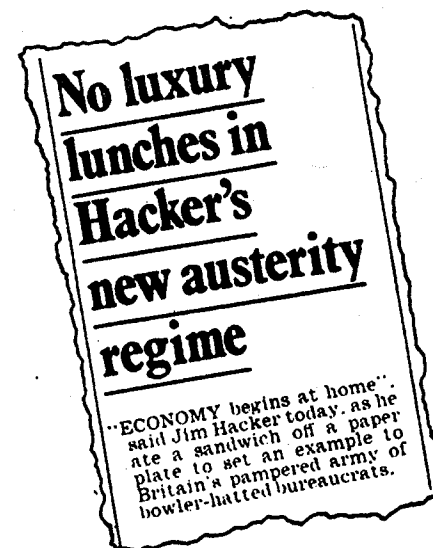 No luxury
lunches in
Hacker's
new austerity
regime
"ECONOMY begins at home",
said Jim Hacker today, as he
ate a sandwich off a paper
plate to set an example to
Britain's pampered army of
bowler-hatted bureaucrats.